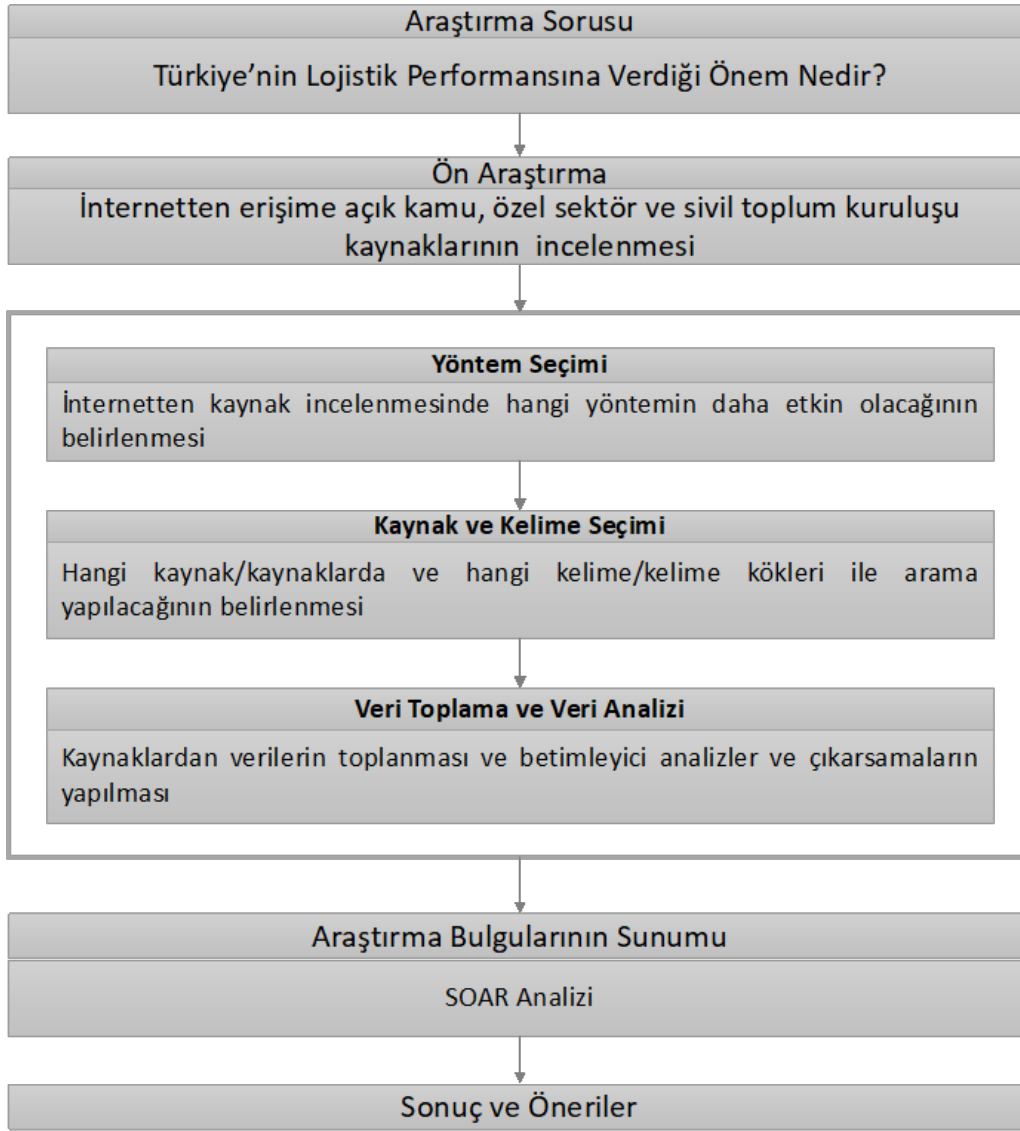 Araştırma Sorusu
Türkiye’nin Lojistik Performansına Verdiği Önem Nedir?
Ön Araştırma
İnternetten erişime açık kamu, özel sektör ve sivil toplum kuruluşu
kaynaklarının incelenmesi
Yöntem Seçimi
İnternetten kaynak incelenmesinde hangi yöntemin daha etkin olacağının
belirlenmesi
Kaynak ve Kelime Seçimi
Hangi kaynak/kaynaklarda ve hangi kelime/kelime kökleri ile arama
yapılacağının belirlenmesi
Veri Toplama ve Veri Analizi
Kaynaklardan verilerin toplanması ve betimleyici analizler ve çıkarsamaların
yapılması
Araştırma Bulgularının Sunumu
SOAR Analizi
Sonuç ve Öneriler